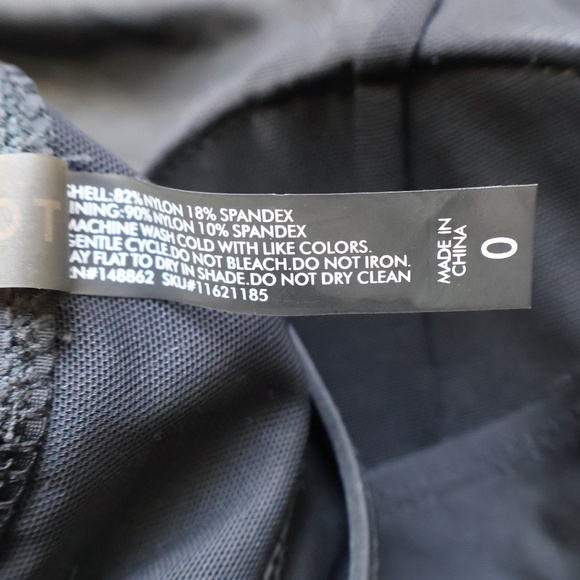 OT
SHELL:82% NYLON 18% SPANDEX
LINING:90% NYLON 10% SPANDEX
MACHINE WASH COLD WITH LIKE COLORS.
GENTLE CYCLE.DO NOT BLEACH.DO NOT IRON.
LAY FLAT TO DRY IN SHADE.DO NOT DRY CLEAN
RN#148862 SKU#11621185
MADE IN
CHINA
0